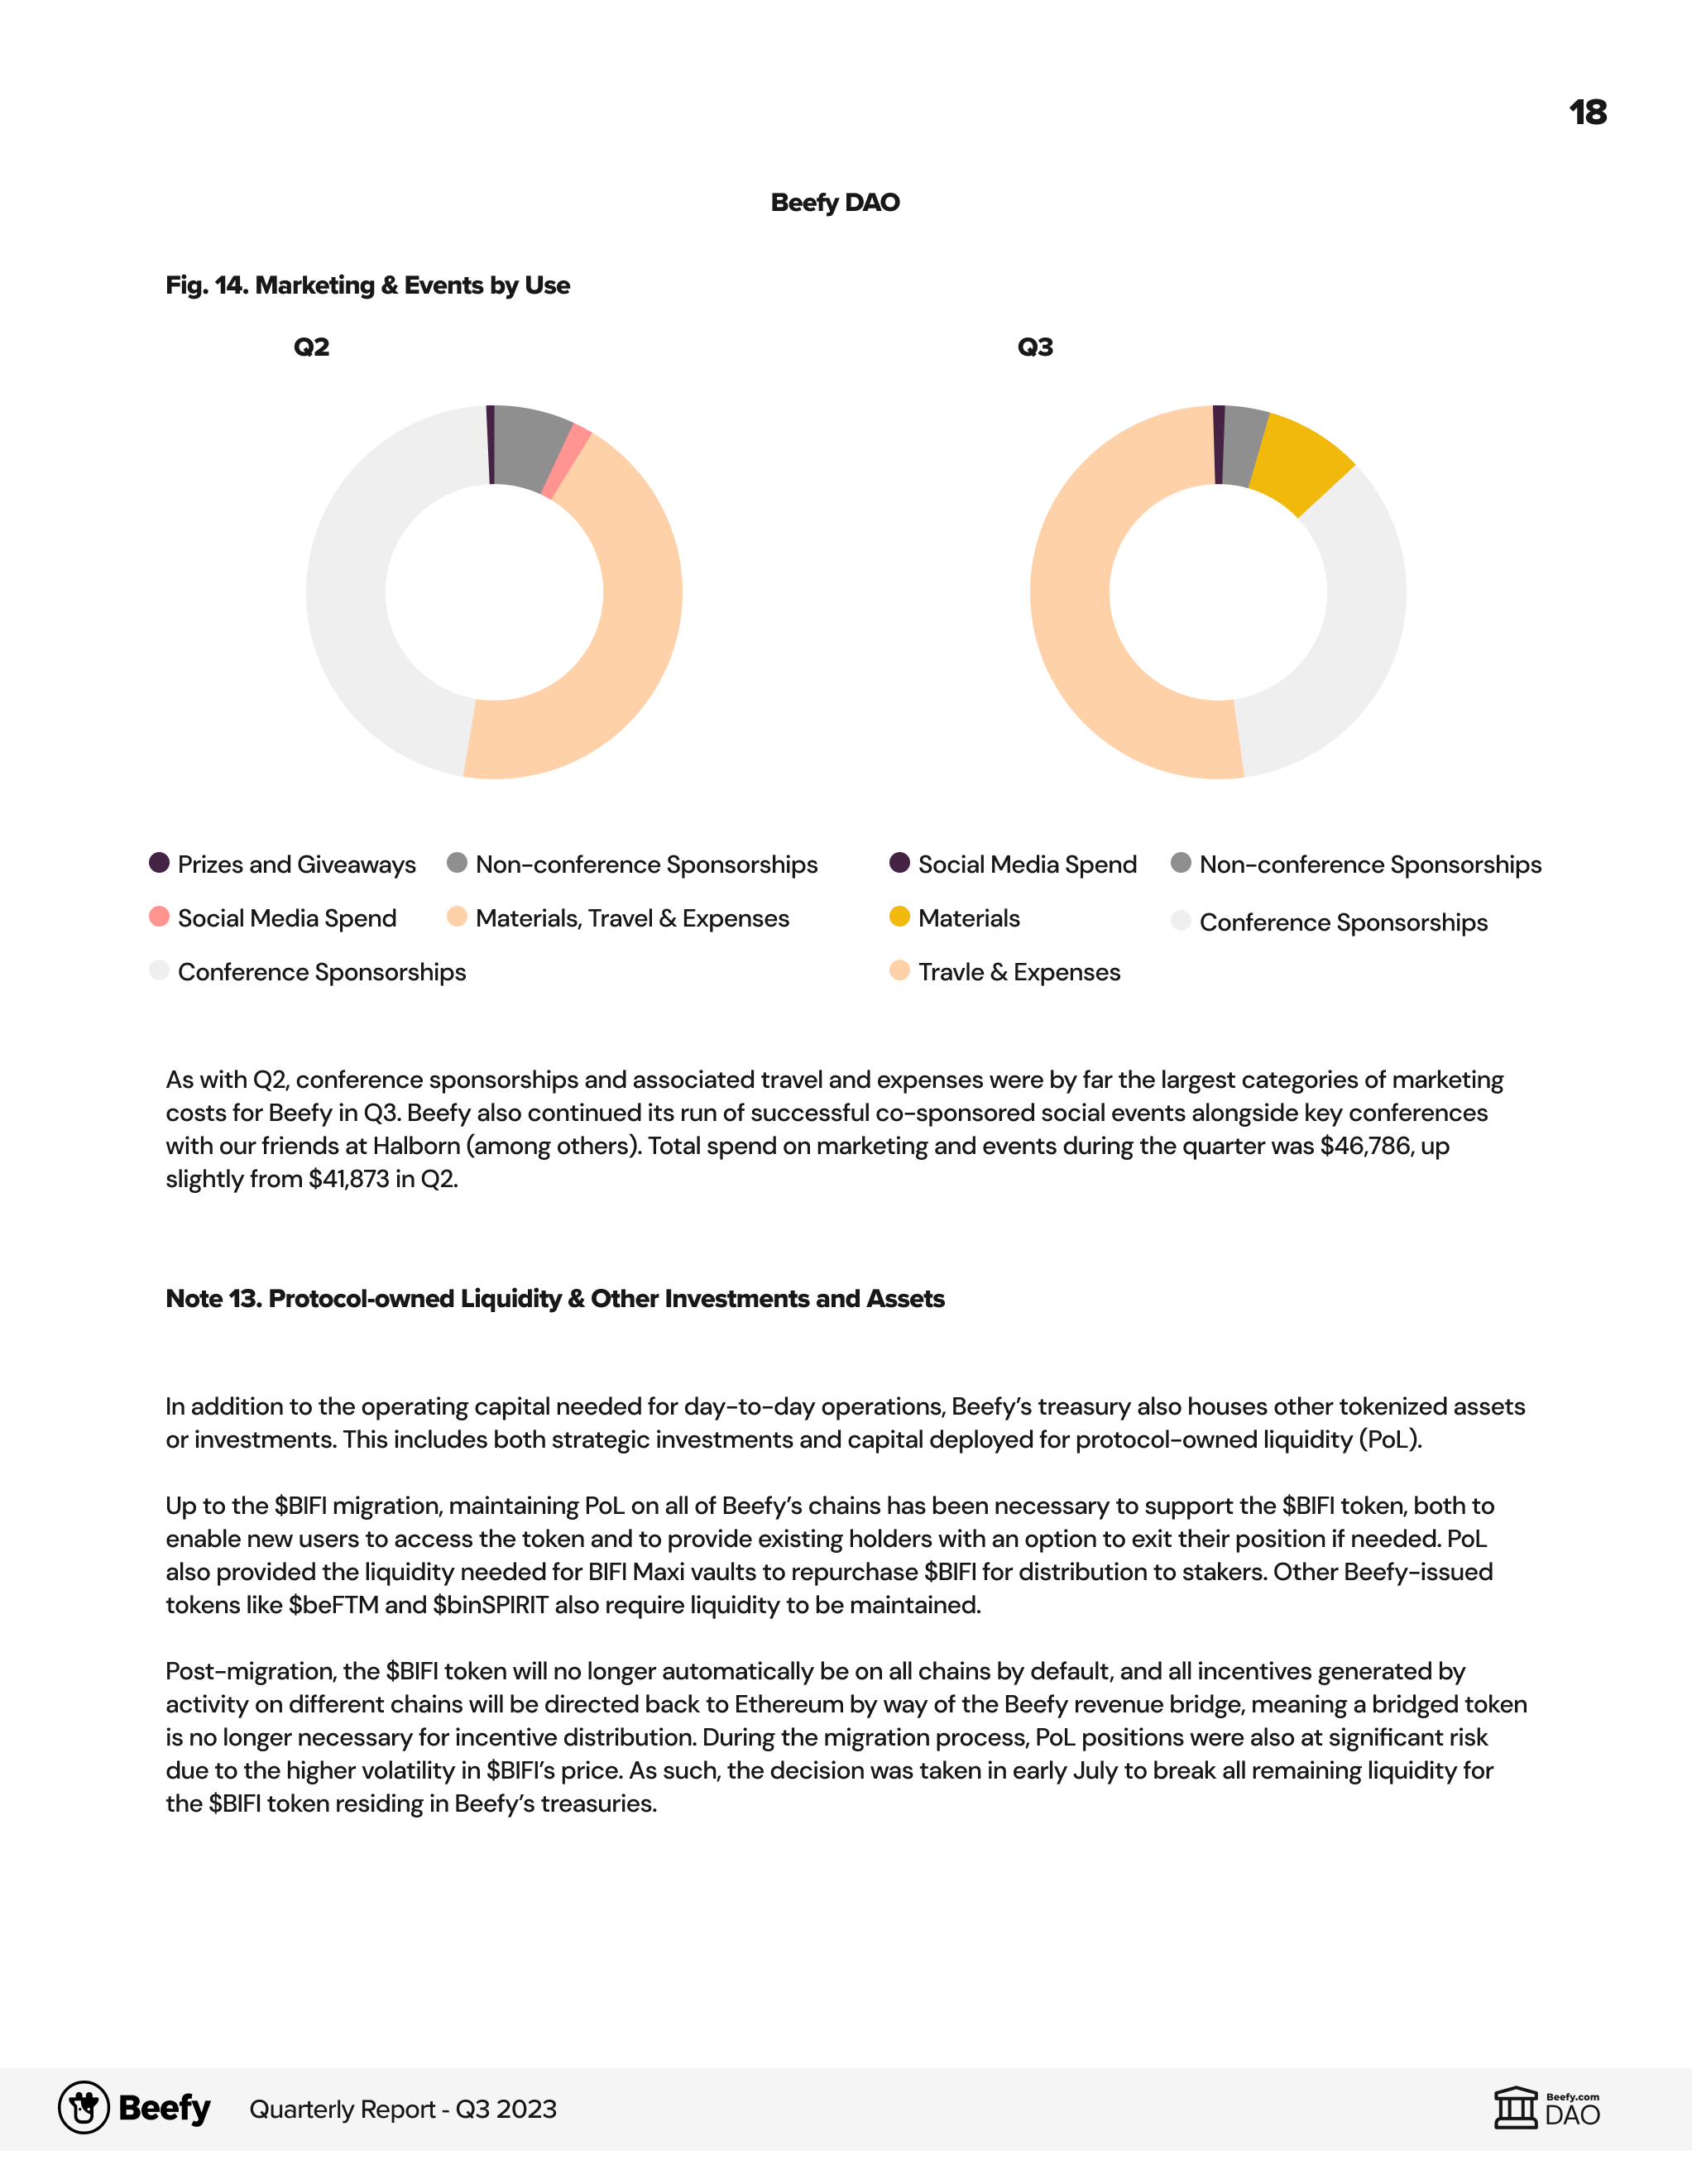 18
Beefy DAO
Fig. 14. Marketing & Events by Use
Q2
Q3
Prizes and Giveaways
Non-conference Sponsorships
Social Media Spend
Materials, Travel & Expenses
Conference Sponsorships
Social Media Spend
Non-conference Sponsorships
Materials
Conference Sponsorships
Travle & Expenses
As with Q2, conference sponsorships and associated travel and expenses were by far the largest categories of marketing
costs for Beefy in Q3. Beefy also continued its run of successful co-sponsored social events alongside key conferences
with our friends at Halborn (among others). Total spend on marketing and events during the quarter was $46,786, up
slightly from $41,873 in Q2.
Note 13. Protocol-owned Liquidity & Other Investments and Assets
In addition to the operating capital needed for day-to-day operations, Beefy’s treasury also houses other tokenized assets
or investments. This includes both strategic investments and capital deployed for protocol-owned liquidity (PoL).
Up to the $BIFI migration, maintaining PoL on all of Beefy’s chains has been necessary to support the $BIFI token, both to
enable new users to access the token and to provide existing holders with an option to exit their position if needed. PoL
also provided the liquidity needed for BIFI Maxi vaults to repurchase $BIFI for distribution to stakers. Other Beefy-issued
tokens like $beFTM and $binSPIRIT also require liquidity to be maintained.
Post-migration, the $BIFI token will no longer automatically be on all chains by default, and all incentives generated by
activity on different chains will be directed back to Ethereum by way of the Beefy revenue bridge, meaning a bridged token
is no longer necessary for incentive distribution. During the migration process, PoL positions were also at significant risk
due to the higher volatility in $BIFI’s price. As such, the decision was taken in early July to break all remaining liquidity for
the $BIFI token residing in Beefy’s treasuries.
Beefy
Quarterly Report - Q3 2023
Beefy.com
DAO